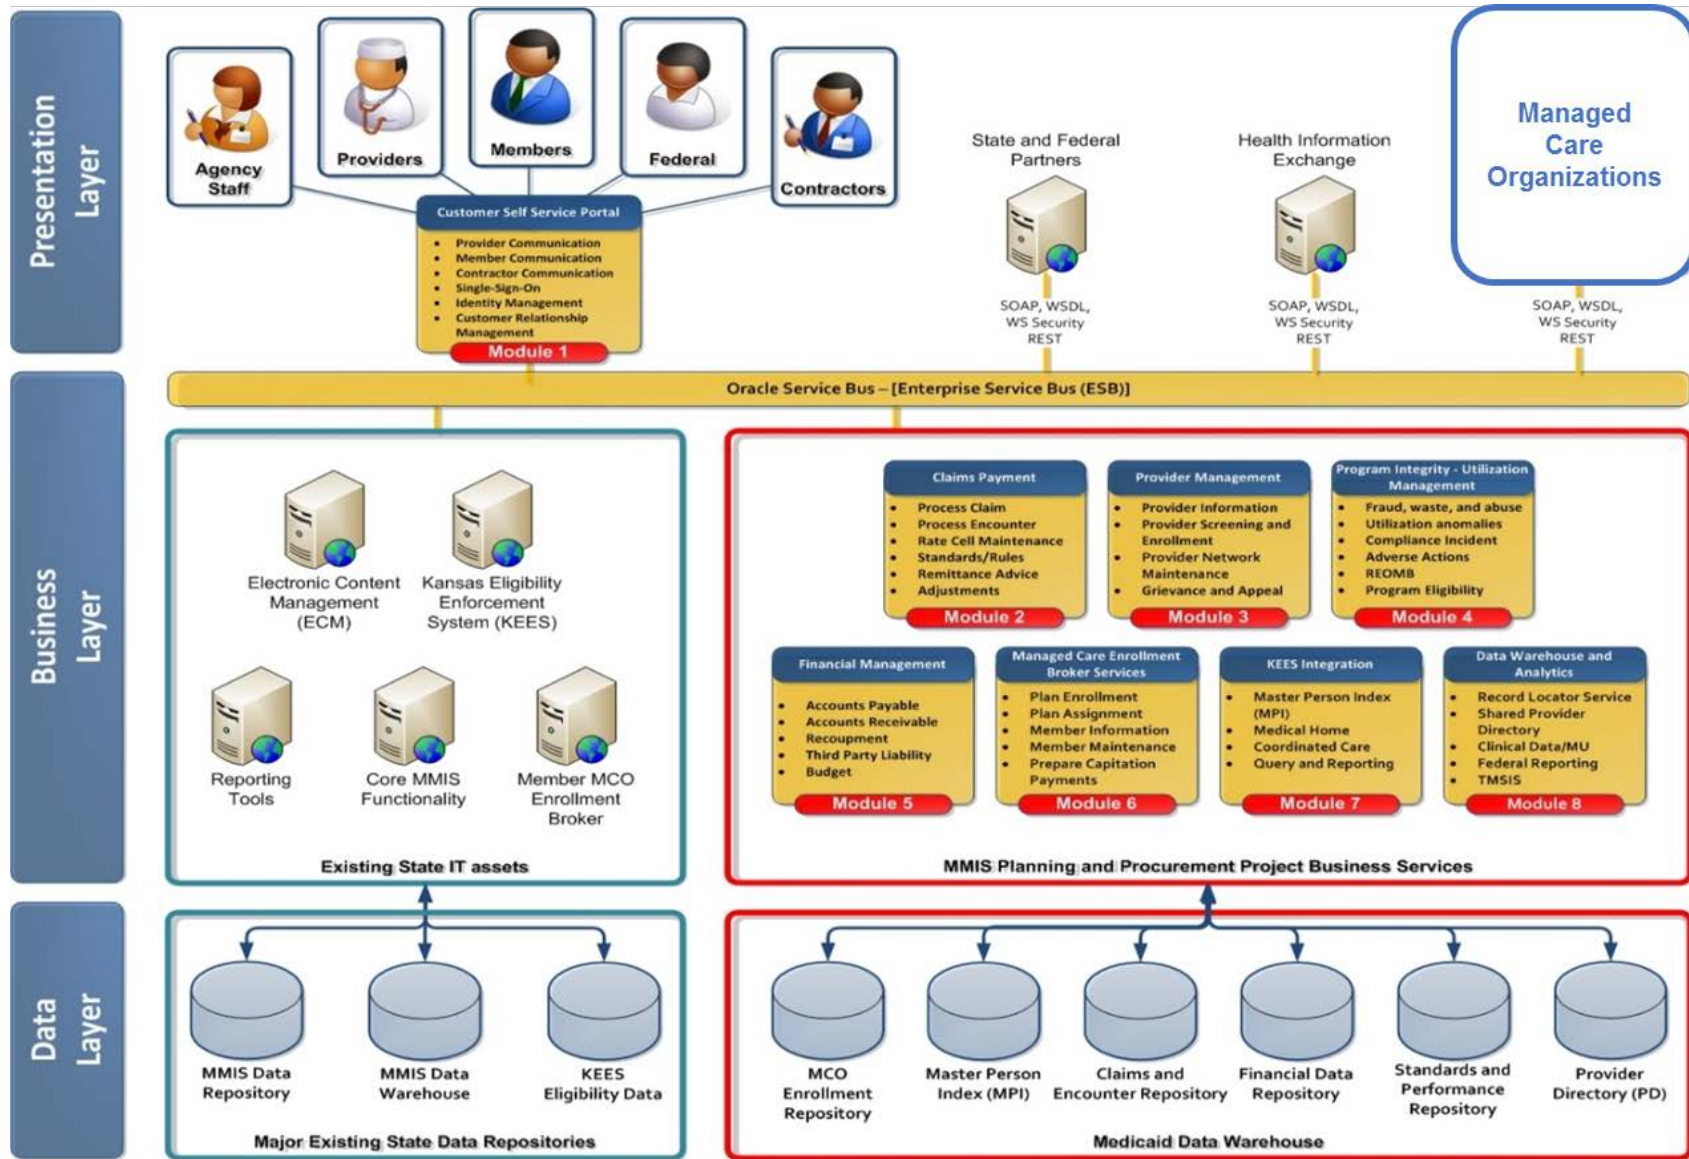 Presentation
Layer
Agency
Staff
Providers
Members
Federal
Contractors
Customer Self Service Portal
• Provider Communication
• Member Communication
• Contractor Communication
• Single-Sign-On
• Identity Management
• Customer Relationship
Management
Module 1
State and Federal
Partners
SOAP, WSDL,
WS Security
REST
Health Information
Exchange
SOAP, WSDL,
WS Security
REST
Managed
Care
Organizations
SOAP, WSDL,
WS Security
REST
Business
Layer
Oracle Service Bus – [Enterprise Service Bus (ESB)]
Electronic Content
Management
(ECM)
Kansas Eligibility
Enforcement
System (KEES)
Reporting
Tools
Core MMIS
Functionality
Member MCO
Enrollment
Broker
Existing State IT assets
Claims Payment
• Process Claim
• Process Encounter
• Rate Cell Maintenance
• Standards/Rules
• Remittance Advice
• Adjustments
Module 2
Provider Management
• Provider Information
• Provider Screening and
Enrollment
• Provider Network
Maintenance
• Grievance and Appeal
Module 3
Program Integrity - Utilization
Management
• Fraud, waste, and abuse
• Utilization anomalies
• Compliance Incident
• Adverse Actions
• REOMB
• Program Eligibility
Module 4
Financial Management
• Accounts Payable
• Accounts Receivable
• Recoupment
• Third Party Liability
• Budget
Module 5
Managed Care Enrollment
Broker Services
• Plan Enrollment
• Plan Assignment
• Member Information
• Member Maintenance
• Prepare Capitation
Payments
Module 6
KEES Integration
• Master Person Index
(MPI)
• Medical Home
• Coordinated Care
• Query and Reporting
Module 7
Data Warehouse and
Analytics
• Record Locator Service
• Shared Provider
Directory
• Clinical Data/MU
• Federal Reporting
• TMSIS
Module 8
MMIS Planning and Procurement Project Business Services
Data
Layer
MMIS Data
Repository
MMIS Data
Warehouse
KEES
Eligibility Data
Major Existing State Data Repositories
MCO
Enrollment
Repository
Master Person
Index (MPI)
Claims and
Encounter Repository
Financial Data
Repository
Standards and
Performance
Repository
Provider
Directory (PD)
Medicaid Data Warehouse